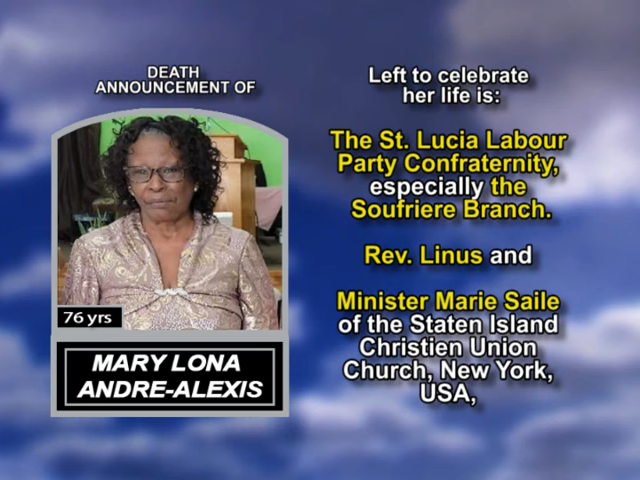 DEATH
ANNOUNCEMENT OF
76 yrs
MARY LONA
ANDRE-ALEXIS
Left to celebrate
her life is:
The St. Lucia Labour
Party Confraternity,
especially the
Soufriere Branch.
Rev. Linus and
Minister Marie Saile
of the Staten Island
Christien Union
Church, New York,
USA,